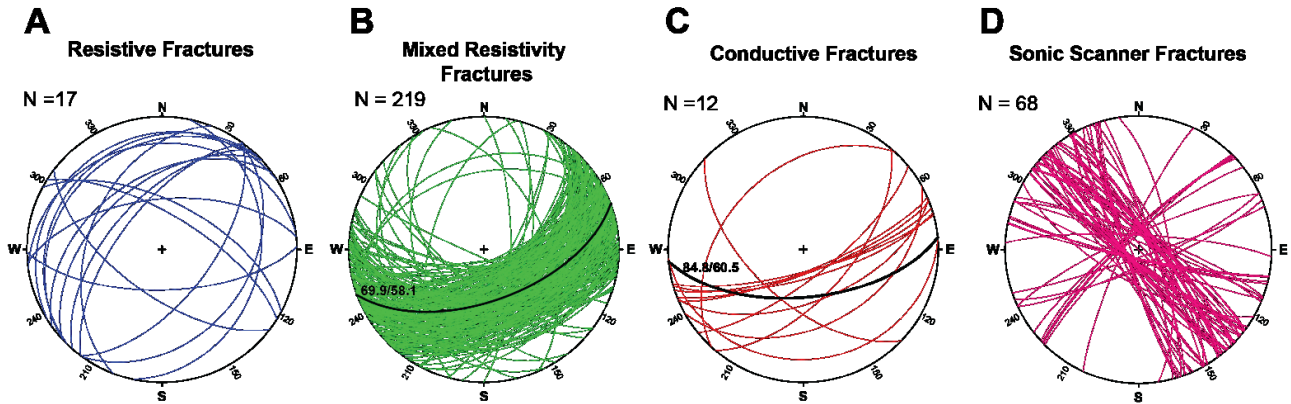 A
Resistive Fractures
N =17
N
30
60
E
120
S
210
240
W
300
330
B
Mixed Resistivity
Fractures
N = 219
N
30
60
E
120
150
S
210
240
W
300
330
69.9/58.1
C
Conductive Fractures
N =12
N
30
60
E
120
150
S
210
240
W
300
330
84.8/60.5
D
Sonic Scanner Fractures
N = 68
N
30
60
E
120
150
S
210
240
W
300
330